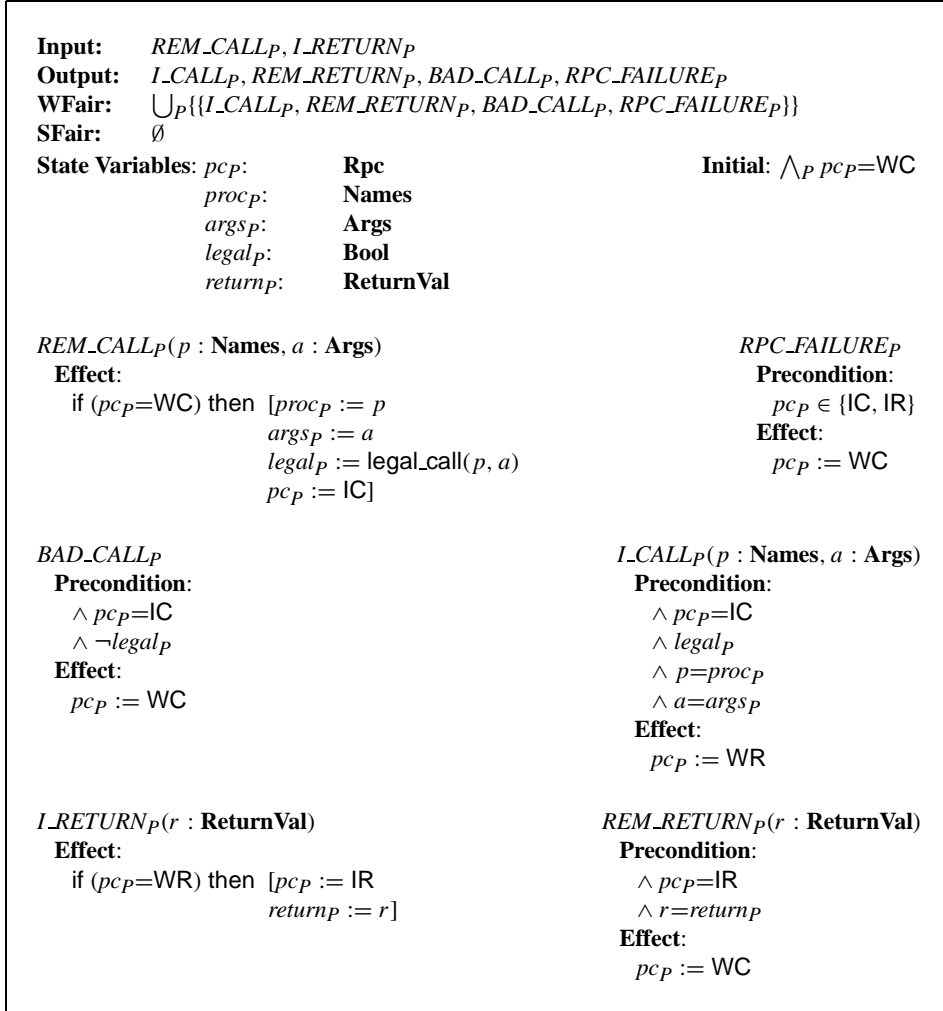 Input: REM_CALL_P, I_RETURN_P
Output: I_CALL_P, REM_RETURN_P, BAD_CALL_P, RPC_FAILURE_P
WFair: ⋃_P{{I_CALL_P, REM_RETURN_P, BAD_CALL_P, RPC_FAILURE_P}}
SFair: ∅
State Variables: pc_P: Rpc Initial: ⋀_P pc_P=WC
proc_P: Names
args_P: Args
legal_P: Bool
return_P: ReturnVal
REM_CALL_P(p : Names, a : Args)
Effect:
if (pc_P=WC) then [proc_P := p
args_P := a
legal_P := legal_call(p, a)
pc_P := IC]
RPC_FAILURE_P
Precondition:
pc_P ∈ {IC, IR}
Effect:
pc_P := WC
BAD_CALL_P
Precondition:
∧ pc_P=IC
∧ ¬legal_P
Effect:
pc_P := WC
I_CALL_P(p : Names, a : Args)
Precondition:
∧ pc_P=IC
∧ legal_P
∧ p=proc_P
∧ a=args_P
Effect:
pc_P := WR
I_RETURN_P(r : ReturnVal)
Effect:
if (pc_P=WR) then [pc_P := IR
return_P := r]
REM_RETURN_P(r : ReturnVal)
Precondition:
∧ pc_P=IR
∧ r=return_P
Effect:
pc_P := WC